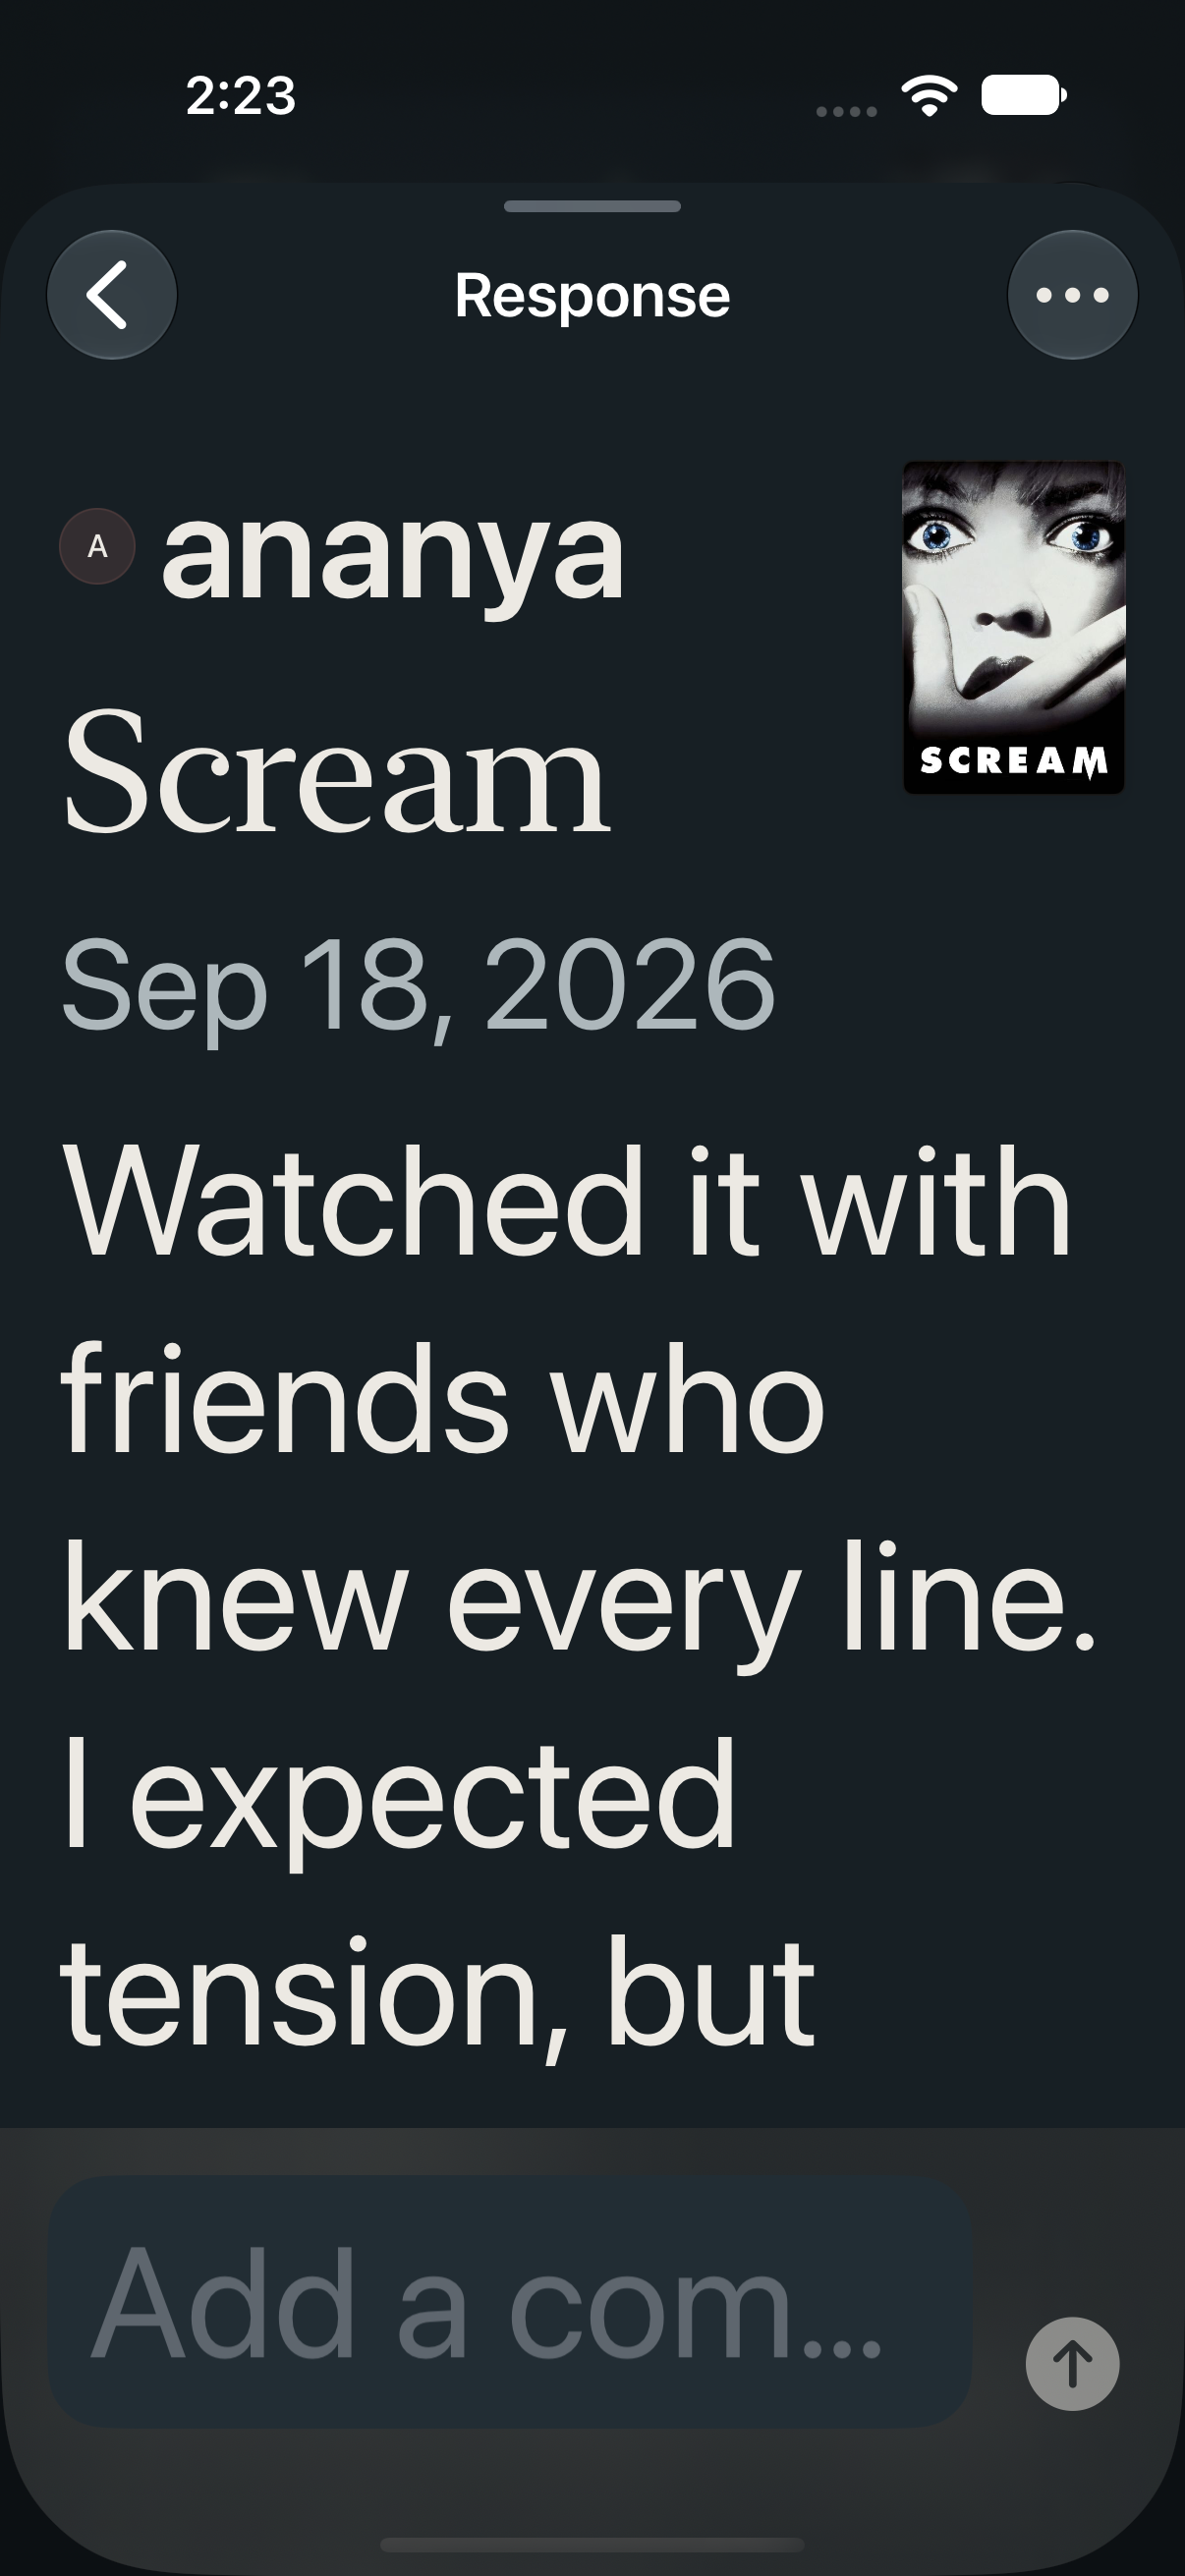 2:23
Response
A ananya
Scream
SCREAM
Sep 18, 2026
Watched it with
friends who
knew every line.
I expected
tension, but
Add a com...